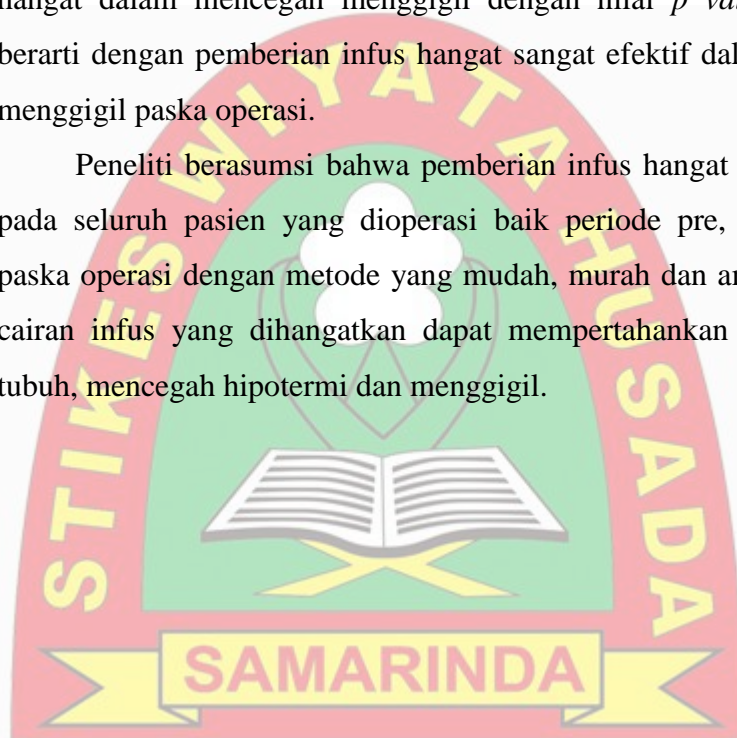 hangat dalam mencegah menggigil dengan nilai p
berarti dengan pemberian infus hangat sangat efektif
menggigil paska operasi.
Peneliti berasumsi bahwa pemberian infus hangat
pada seluruh pasien yang dioperasi baik periode pre,
paska operasi dengan metode yang mudah, murah dan
cairan infus yang dihangatkan dapat mempertahankan
tubuh, mencegah hipotermi dan menggigil.
STIKES WIYATA HUSADA
SAMARINDA